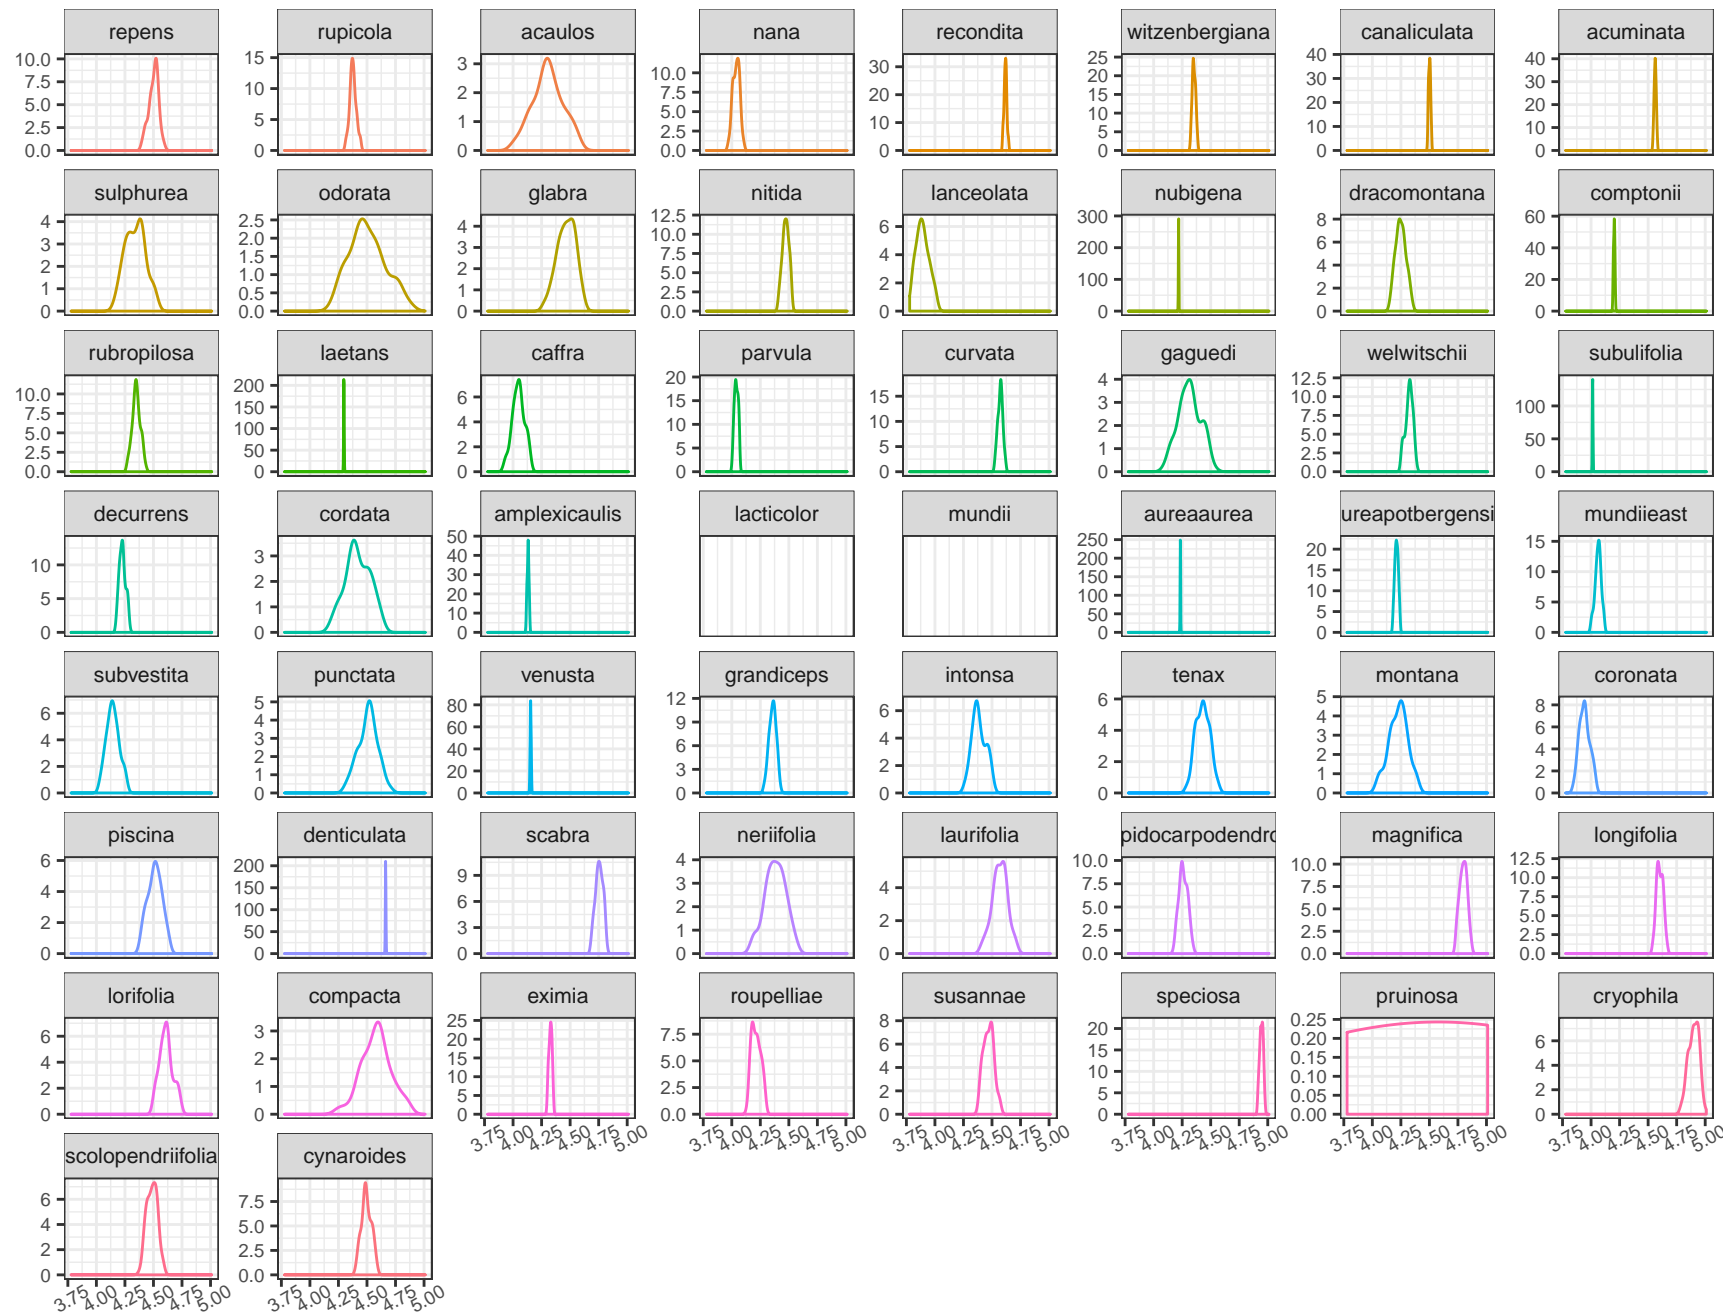 repens rupicola acaulos nana recondita witzenbergiana canaliculata acuminata
10.0 15 3 10.0 30 25 40 40
7.5 10 2 7.5 20 20 30 30
5.0 5 1 5.0 10 15 20 20
2.5 0 0 2.5 0 10 10 10
0.0 0.0 5 0 0
0
sulphurea odorata glabra nitida lanceolata nubigena dracomontana comptonii
4 2.5 4 12.5 6 300 8 60
3 2.0 3 10.0 4 200 6 40
2 1.5 2 7.5 2 100 4 20
1 1.0 1 5.0 0 0 2 0
0 0.5 0 2.5 0
0.0 0.0
rubropilosa laetans caffra parvula curvata gaguedi welwitschii subulifolia
10.0 200 6 20 15 4 12.5 100
7.5 150 4 15 10 3 10.0 50
5.0 100 2 10 5 2 7.5 0
2.5 50 0 5 0 1 5.0
0.0 0 0 0 2.5
0.0
decurrens cordata amplexicaulis lacticolor mundii aureaaurea ureapotbergensi mundiieast
10 3 50 250 20 15
5 2 40 200 15 10
0 1 30 150 10 5
0 20 100 5 0
10 50 0
0 0
subvestita punctata venusta grandiceps intonsa tenax montana coronata
6 5 80 12 6 6 5 8
4 4 60 9 4 4 4 6
2 3 40 6 2 2 3 4
0 2 20 3 0 0 2 2
1 0 0 1 0
0 0
piscina denticulata scabra neriifolia laurifolia pidocarpodendro magnifica longifolia
6 200 9 4 4 10.0 10.0 12.5
4 150 6 3 2 7.5 7.5 10.0
2 100 3 2 0 5.0 5.0 7.5
0 50 0 1 2.5 2.5 5.0
0 0 0.0 0.0 2.5
0.0
lorifolia compacta eximia roupelliae susannae speciosa pruinosa cryophila
6 3 25 7.5 8 20 0.25 6
4 2 20 5.0 6 15 0.20 4
2 1 15 2.5 4 10 0.15 2
0 0 10 0.0 2 5 0.10 0
5 0 0 0.05
0 0.00
3.75 4.00 4.25 4.50 4.75 5.00 3.75 4.00 4.25 4.50 4.75 5.00 3.75 4.00 4.25 4.50 4.75 5.00 3.75 4.00 4.25 4.50 4.75 5.00 3.75 4.00 4.25 4.50 4.75 5.00 3.75 4.00 4.25 4.50 4.75 5.00
scolopendriifolia cynaroides
6 7.5
4 5.0
2 2.5
0 0.0
3.75 4.00 4.25 4.50 4.75 5.00 3.75 4.00 4.25 4.50 4.75 5.00